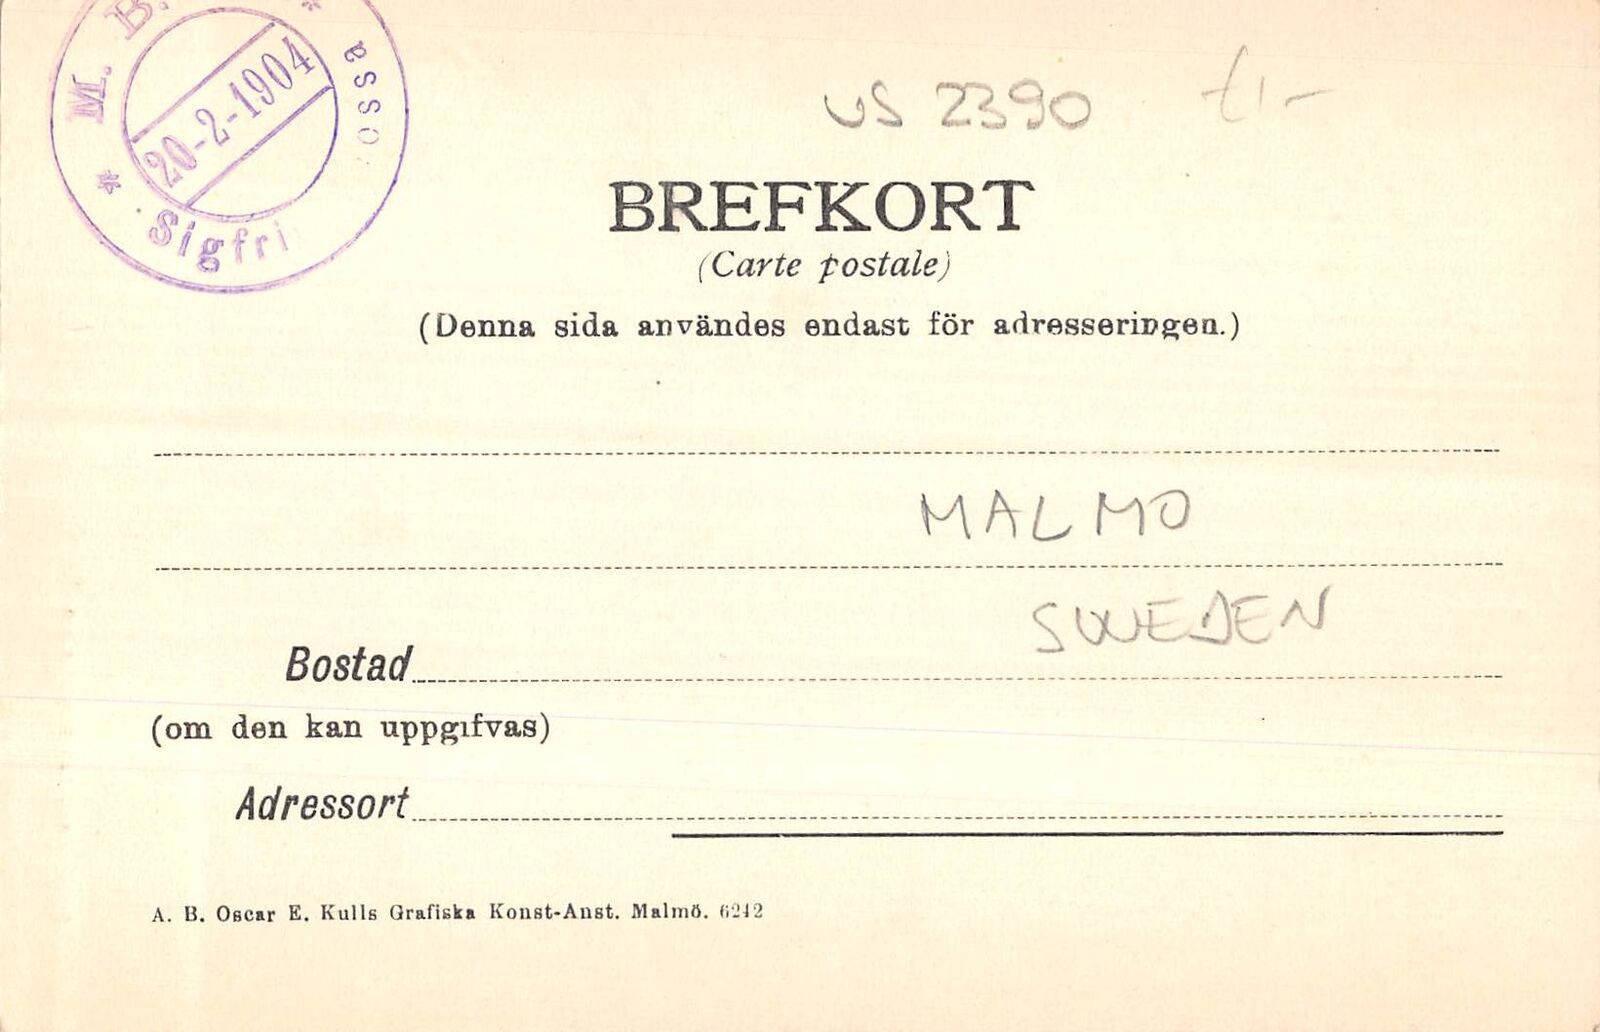 M. B.
20-2-1904
Sigfri
ossa
US 2390
£1-
BREFKORT
(Carte postale)
(Denna sida användes endast för adresseringen.)
MALMO
SWEDEN
Bostad
(om den kan uppgifvas)
Adressort
A. B. Oscar E. Kulls Grafiska Konst-Anst. Malmö. 6242